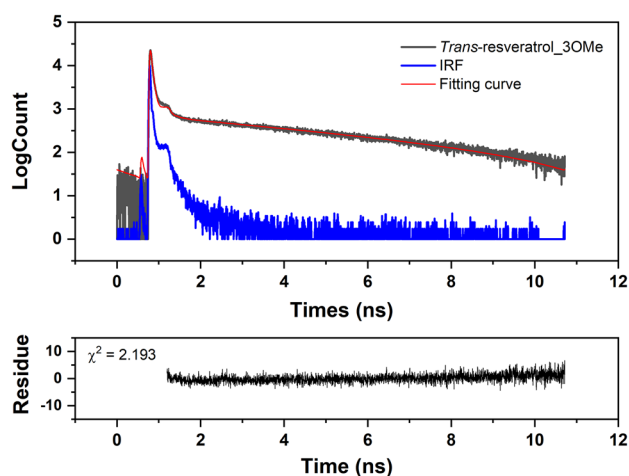 5
4
3
2
1
0
LogCount
Trans-resveratrol_3OMe
IRF
Fitting curve
0 2 4 6 8 10 12
Times (ns)
10
0
-10
Residue
χ² = 2.193
0 2 4 6 8 10 12
Time (ns)